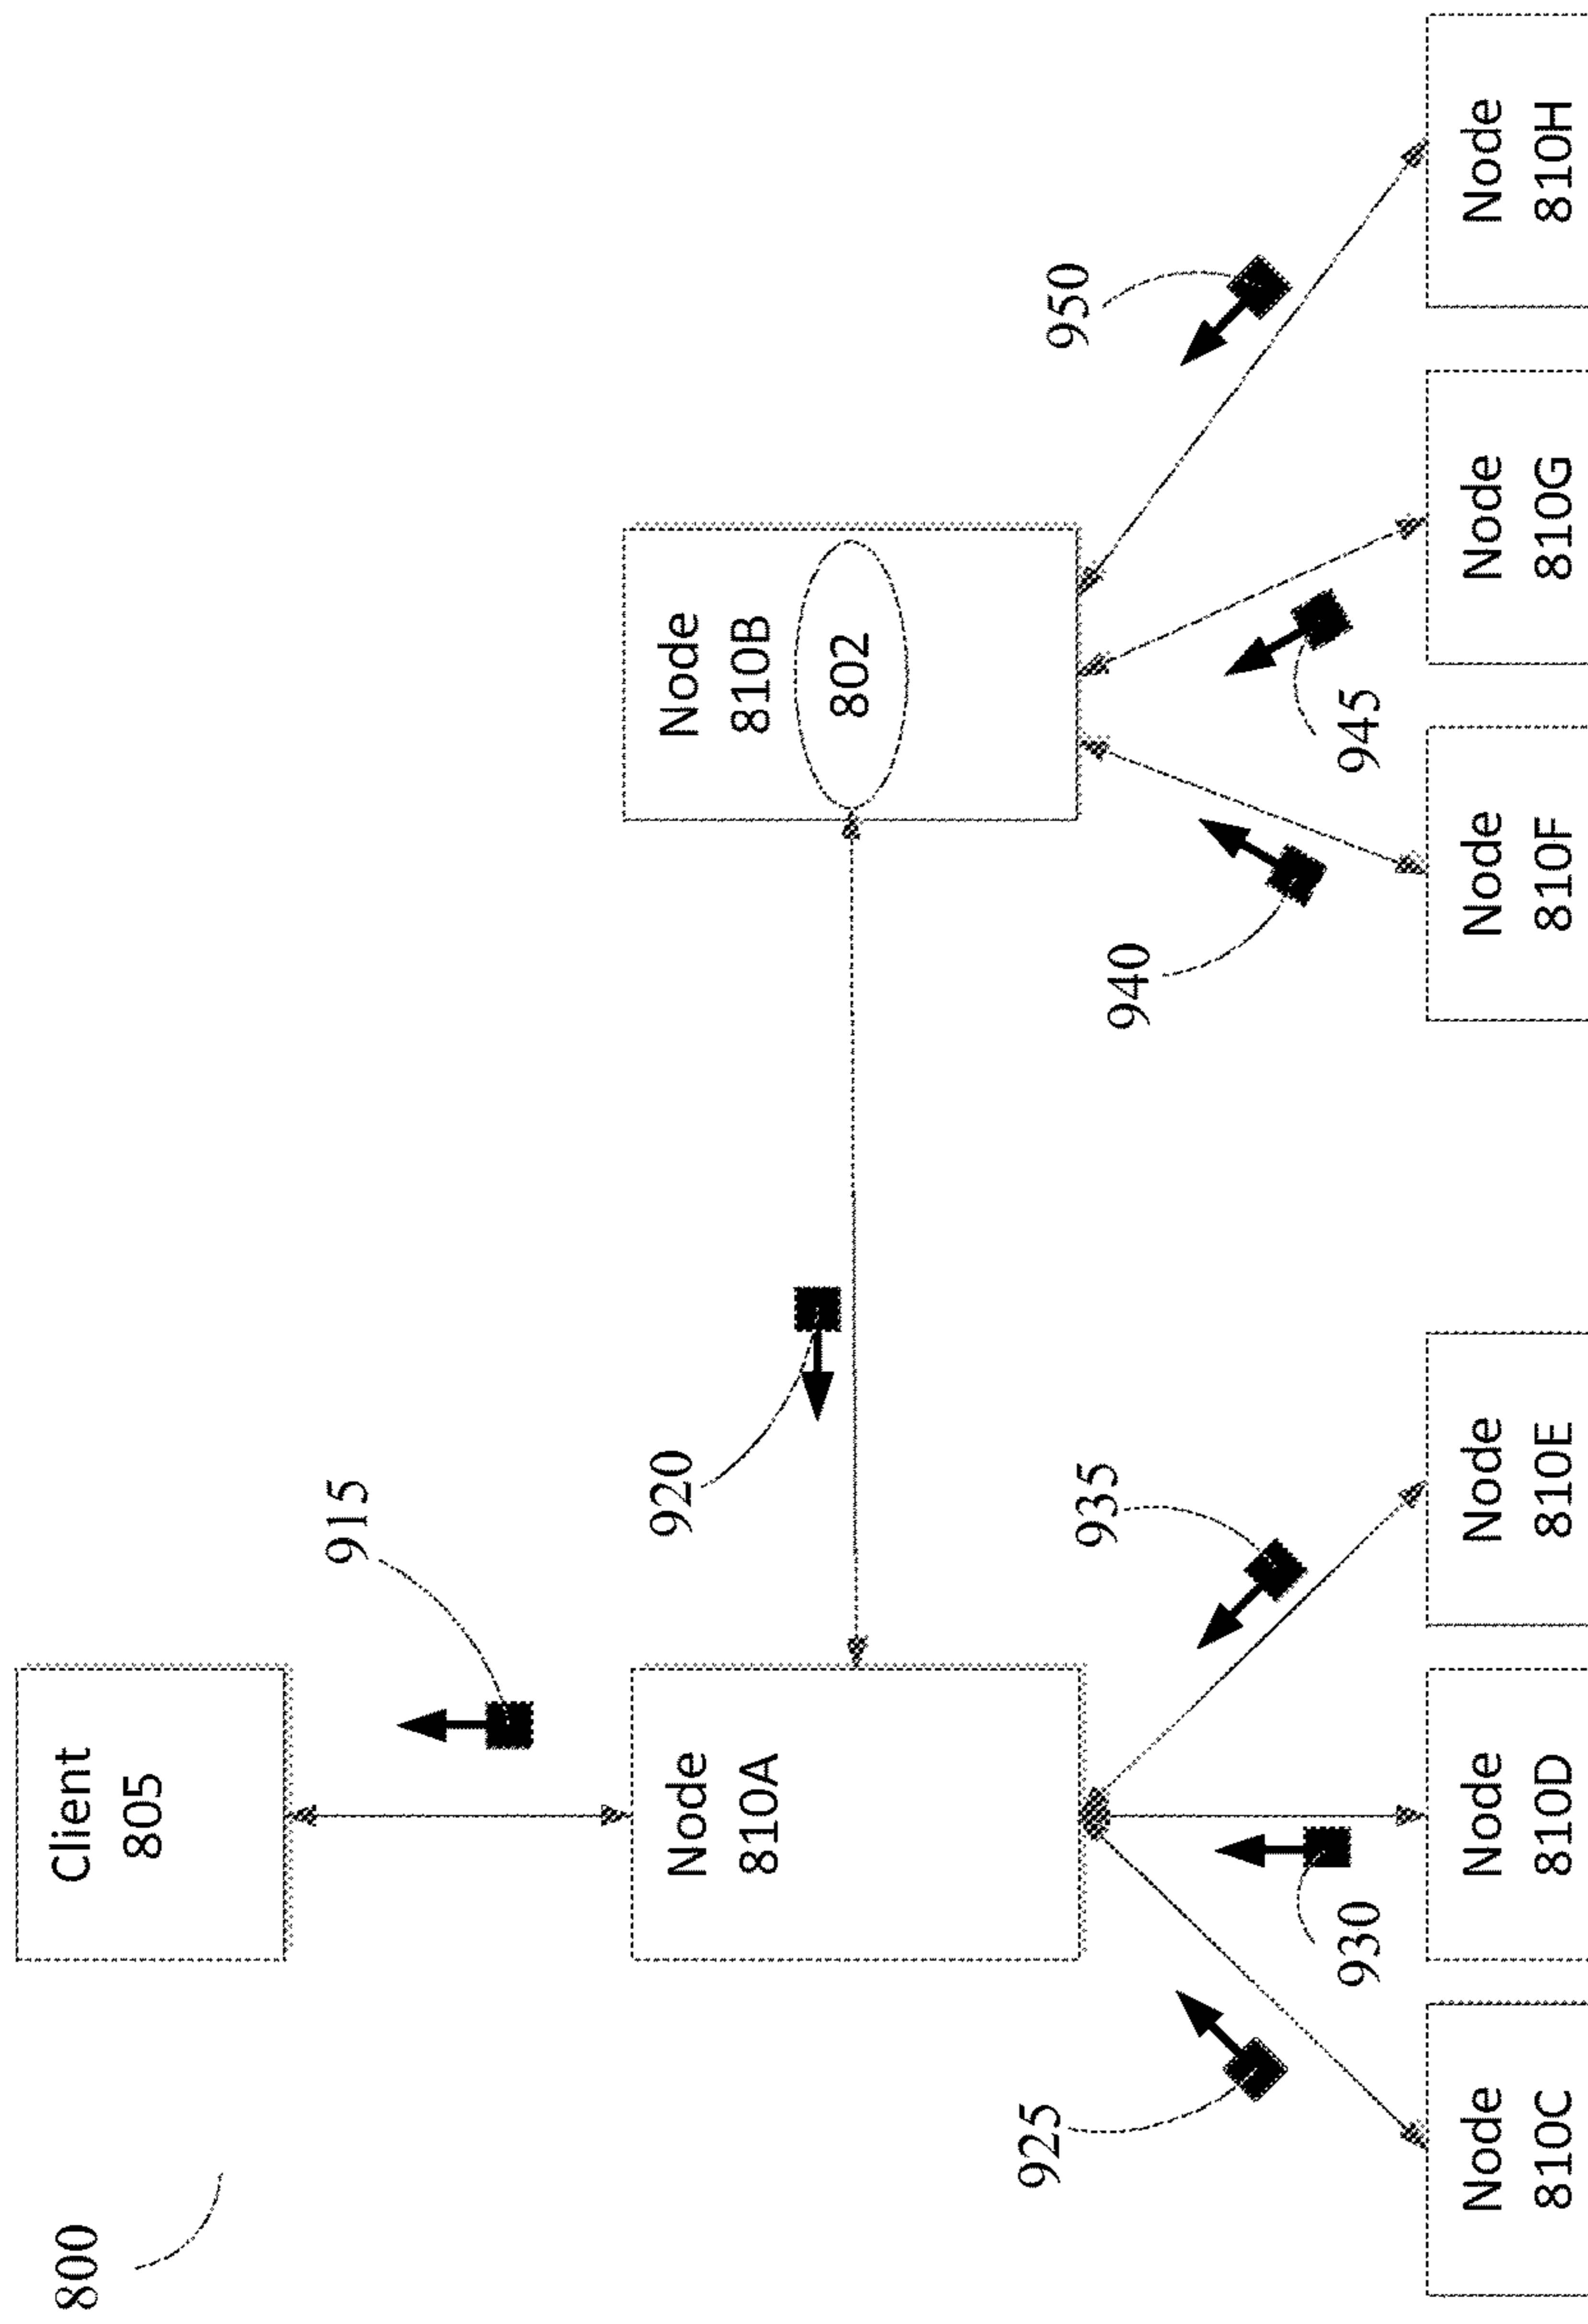 800
Client
805
915
Node
810A
920
Node
810B
802
925
930
935
940
945
950
Node
810C
Node
810D
Node
810E
Node
810F
Node
810G
Node
810H